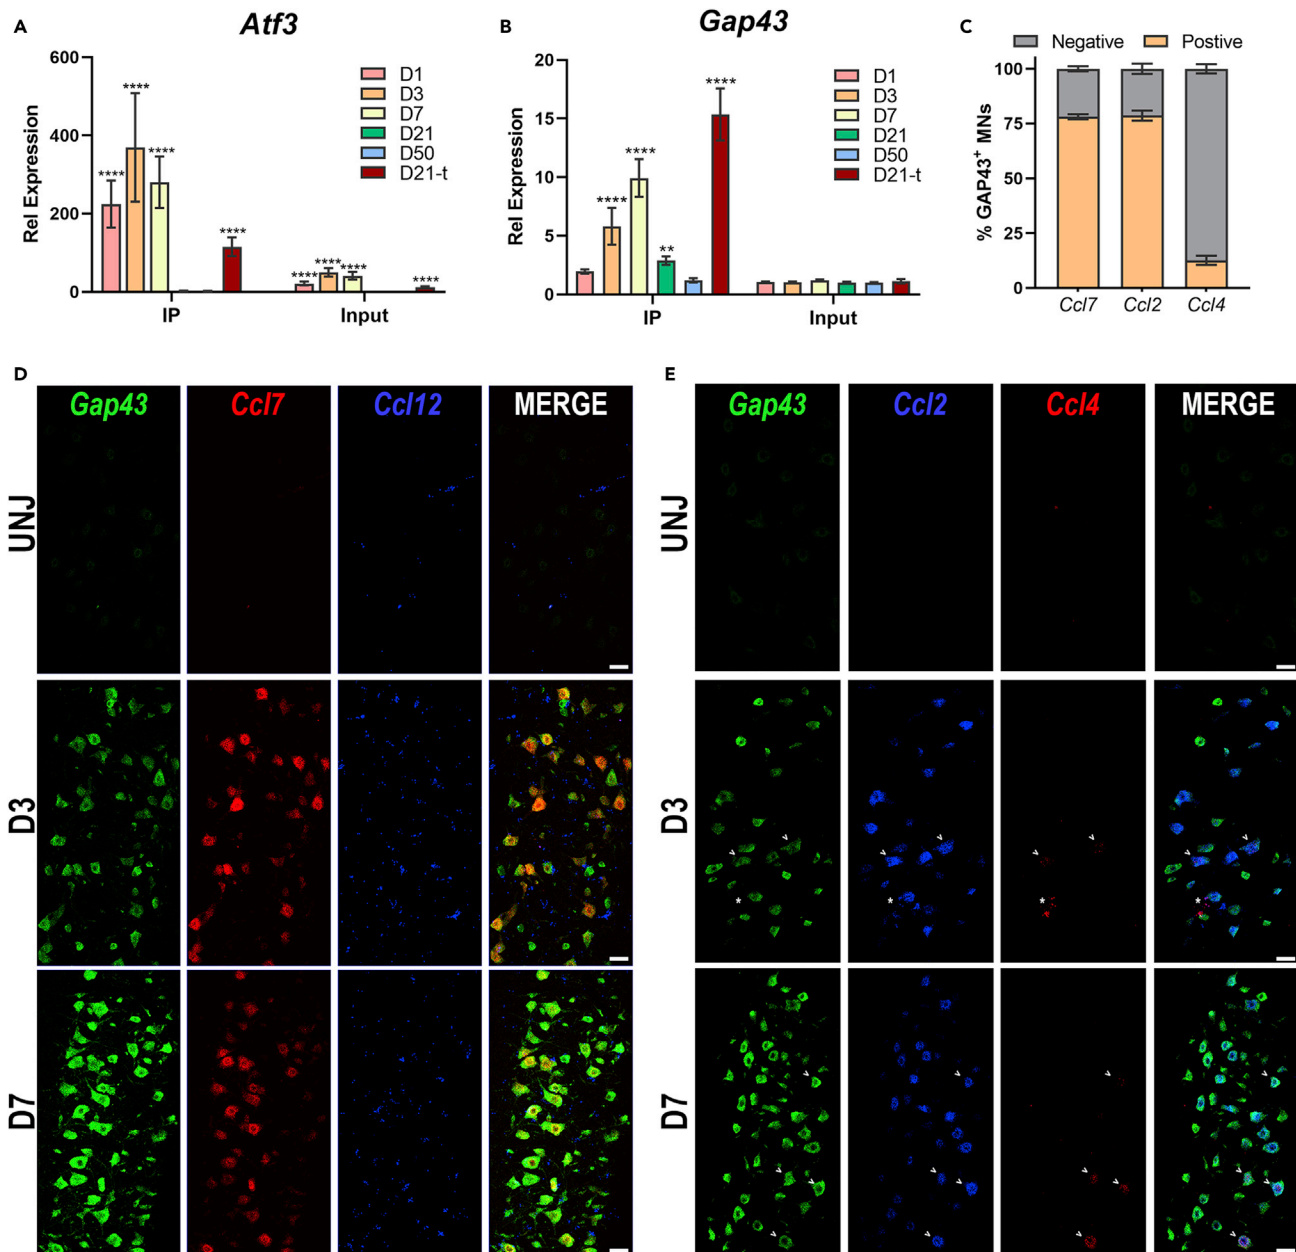 A
Atf3
Rel Expression
600
400
200
0
****
****
****
****
****
****
****
****
IP
Input
D1
D3
D7
D21
D50
D21-t
B
Gap43
Rel Expression
20
15
10
5
0
****
****
**
****
IP
Input
D1
D3
D7
D21
D50
D21-t
C
Negative
Postive
% GAP43+ MNs
100
75
50
25
0
Ccl7
Ccl2
Ccl4
D
Gap43
Ccl7
Ccl12
MERGE
UNJ
D3
D7
E
Gap43
Ccl2
Ccl4
MERGE
UNJ
D3
*
*
*
*
D7